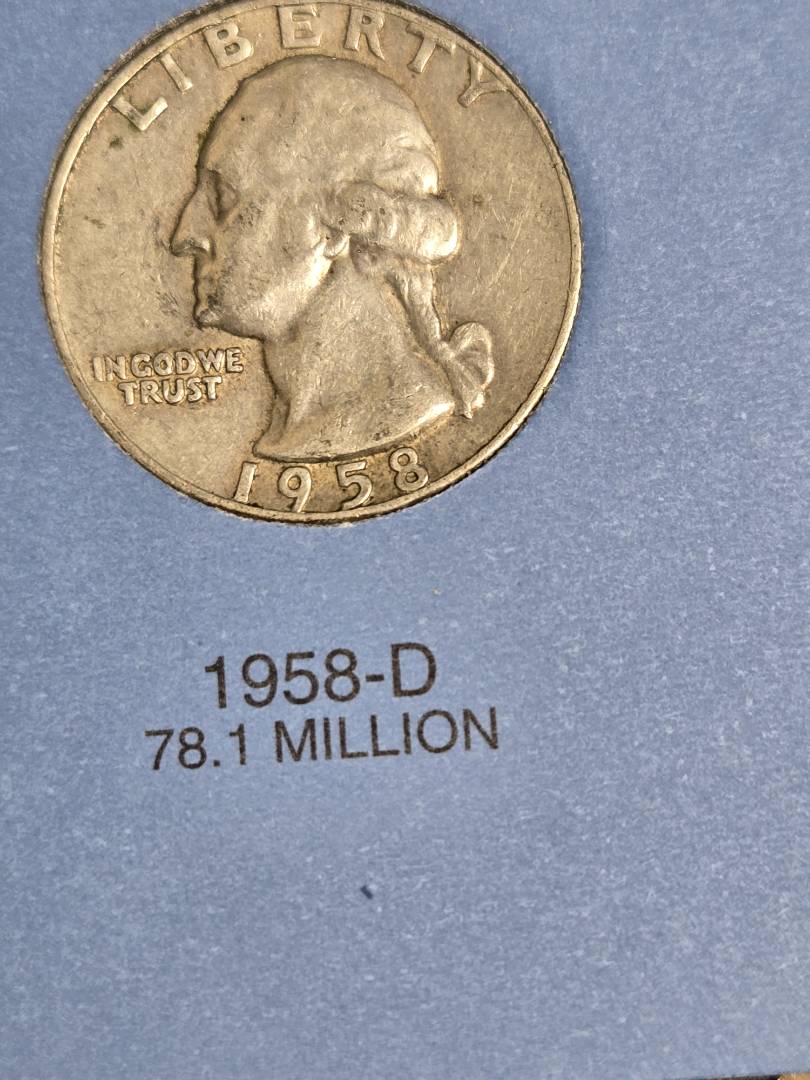 LIBERTY
IN GOD WE
TRUST
1958
1958-D
78.1 MILLION